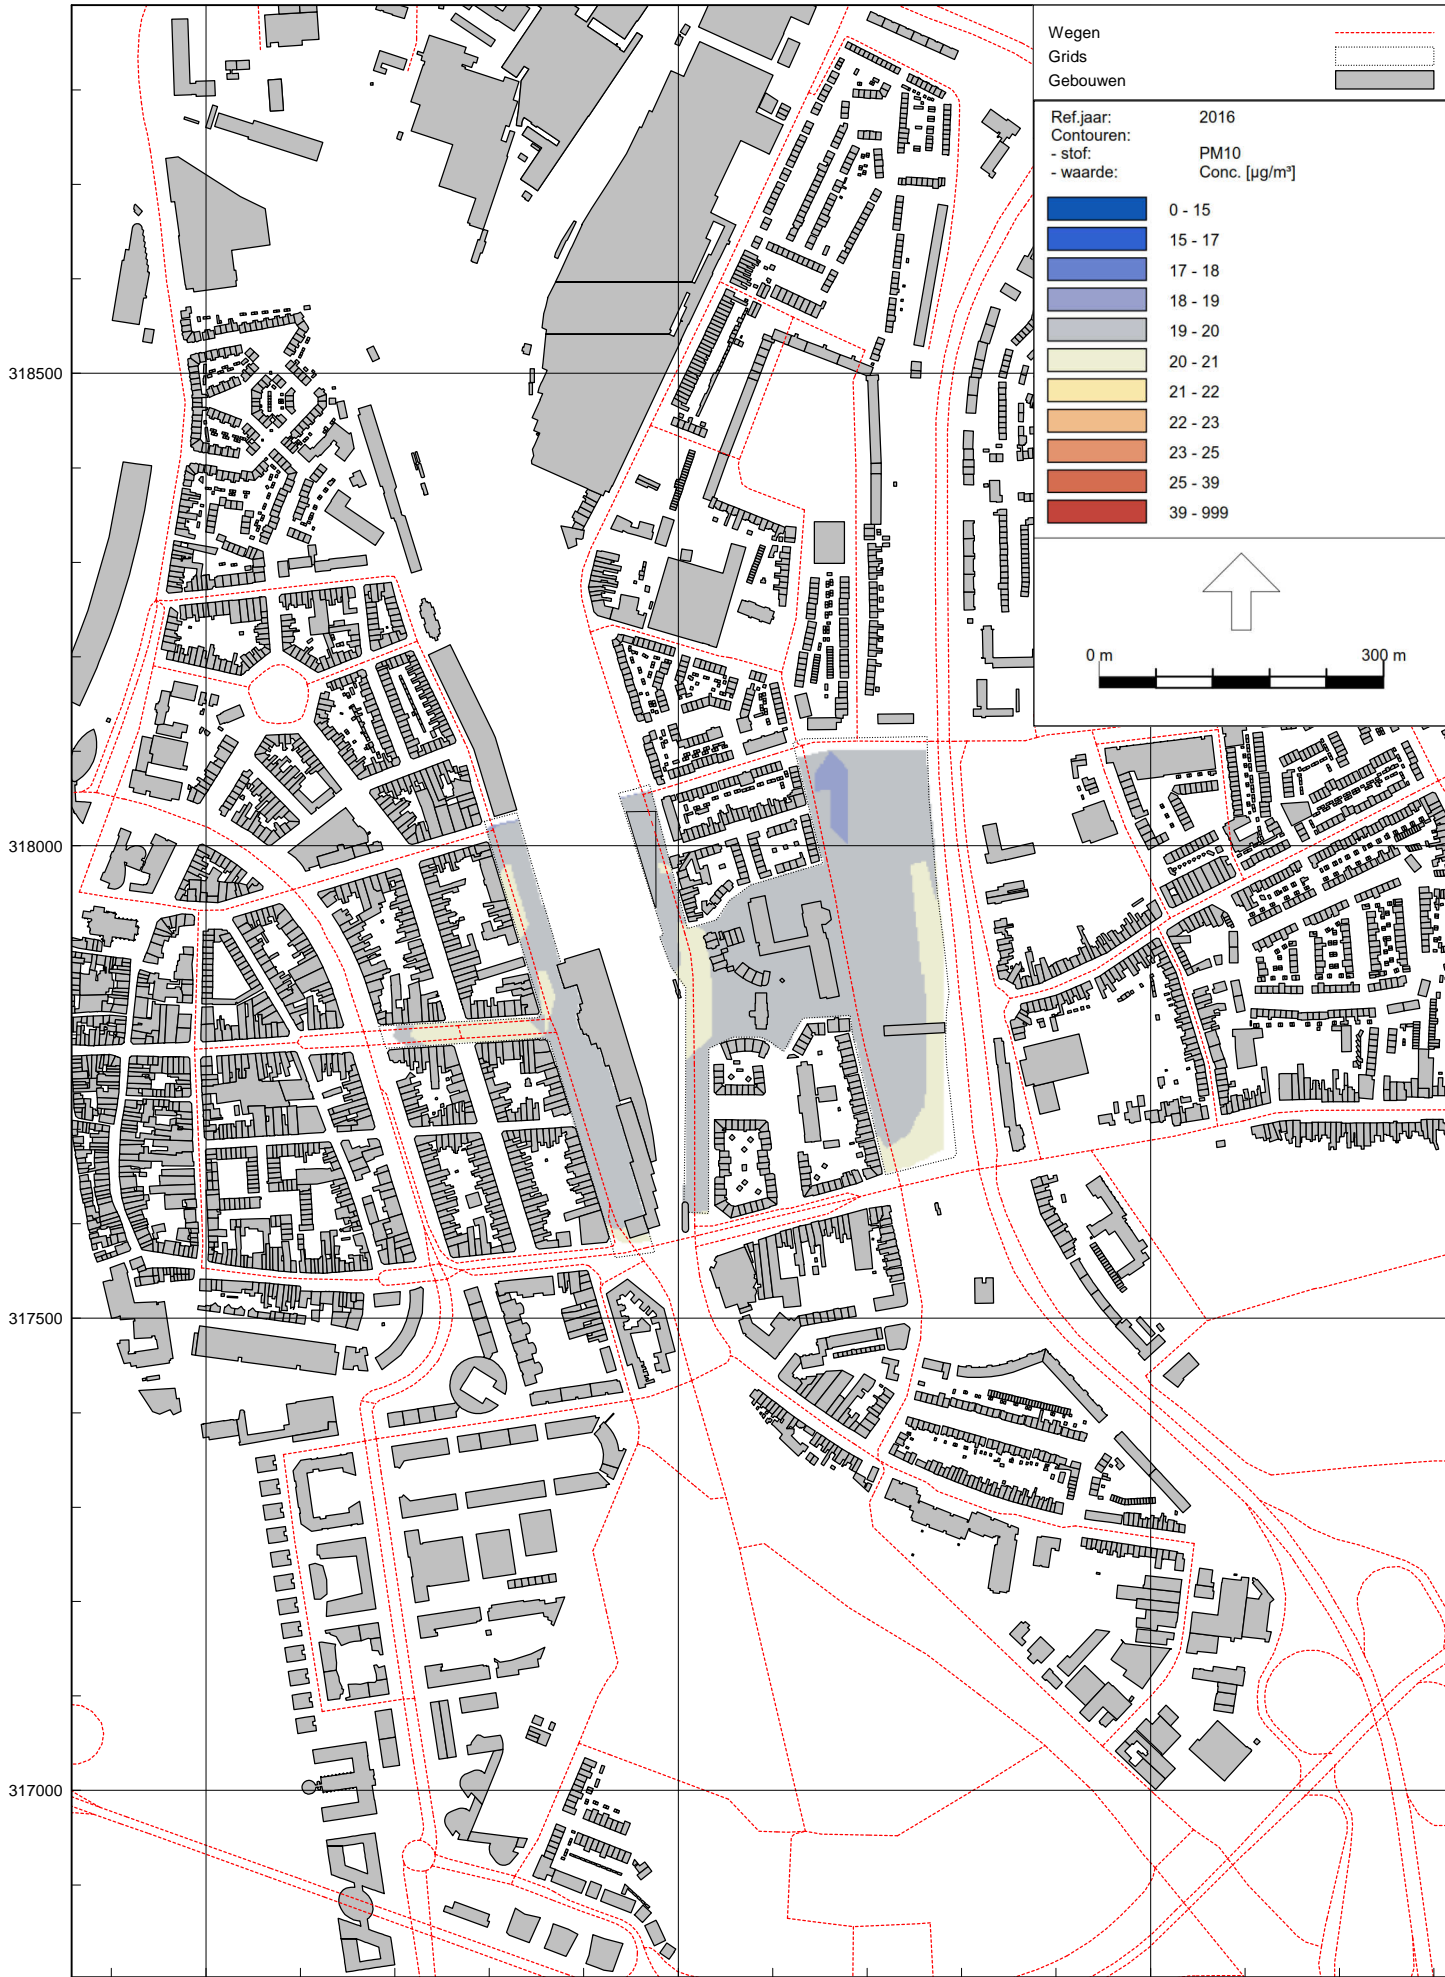 Wegen
Grids
Gebouwen
Ref.jaar: 2016
Contouren:
- stof: PM10
- waarde: Conc. [µg/m³]
0 - 15
15 - 17
17 - 18
18 - 19
19 - 20
20 - 21
21 - 22
22 - 23
23 - 25
25 - 39
39 - 999
0 m 300 m
318500
318000
317500
317000